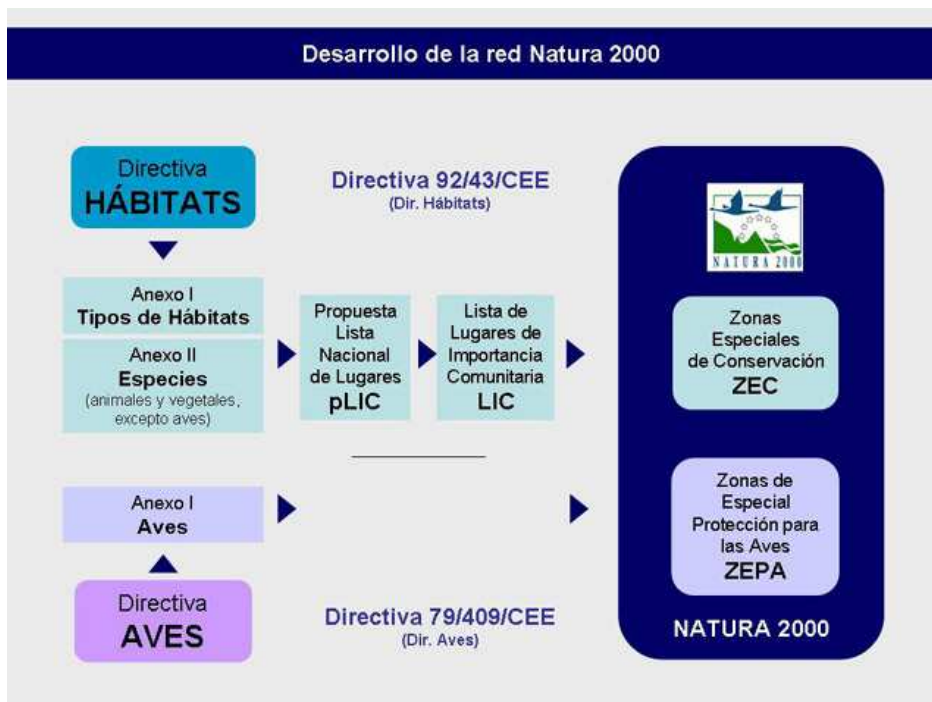 Desarrollo de la red Natura 2000
Directiva
HÁBITATS
Directiva 92/43/CEE
(Dir. Hábitats)
NATURA 2000
Anexo I
Tipos de Hábitats
Anexo II
Especies
(animales y vegetales,
excepto aves)
Propuesta
Lista
Nacional
de Lugares
pLIC
Lista de
Lugares de
Importancia
Comunitaria
LIC
Zonas
Especiales
de Conservación
ZEC
Anexo I
Aves
Zonas de
Especial
Protección para
las Aves
ZEPA
Directiva
AVES
Directiva 79/409/CEE
(Dir. Aves)
NATURA 2000